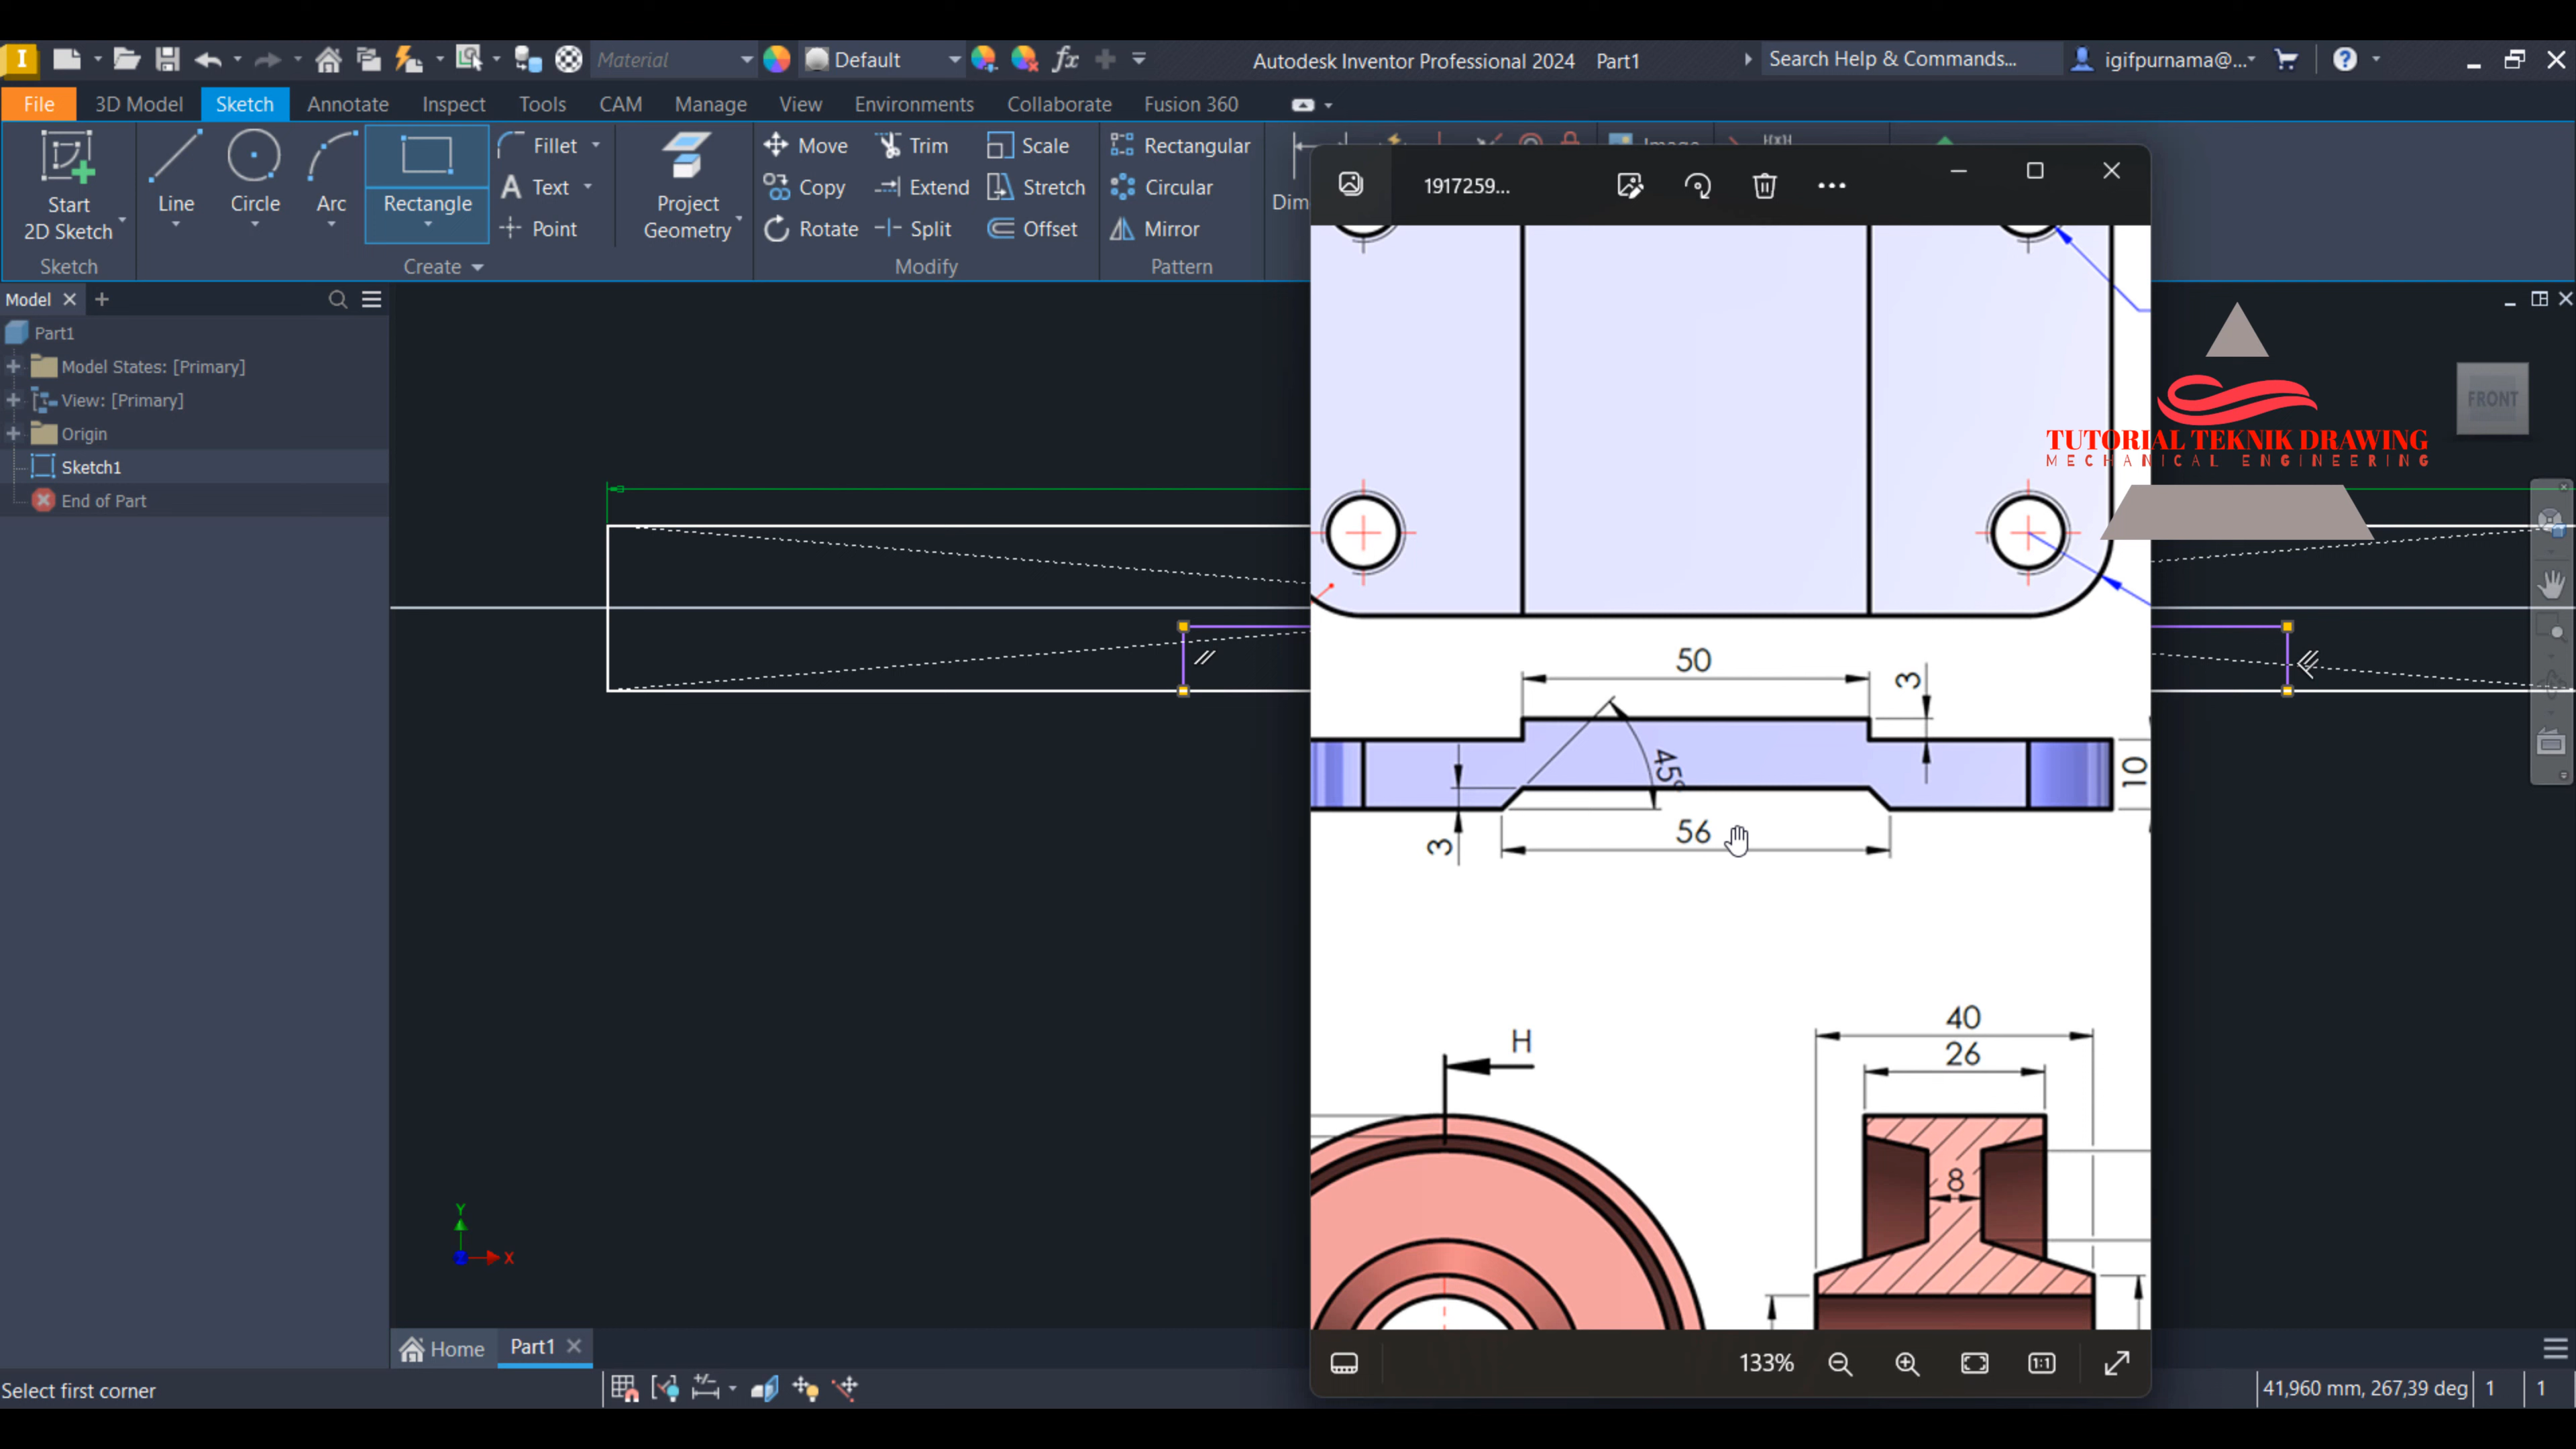 Material
Default
Autodesk Inventor Professional 2024 Part1
Search Help & Commands...
igifpurnama@...
File
3D Model
Sketch
Annotate
Inspect
Tools
CAM
Manage
View
Environments
Collaborate
Fusion 360
Start
2D Sketch
Line
Circle
Arc
Rectangle
Fillet
Text
Point
Project
Geometry
Move
Copy
Rotate
Trim
Extend
Split
Scale
Stretch
Offset
Rectangular
Circular
Mirror
Sketch
Create
Modify
Pattern
Dim
Image
1917259...
Model
Part1
Model States: [Primary]
View: [Primary]
Origin
Sketch1
End of Part
FRONT
TUTORIAL TEKNIK DRAWING
MECHANICAL ENGINEERING
50
3
45°
10
3
56
H
40
26
8
Y
X
Home
Part1
133%
1:1
Select first corner
41,960 mm, 267,39 deg
1
1